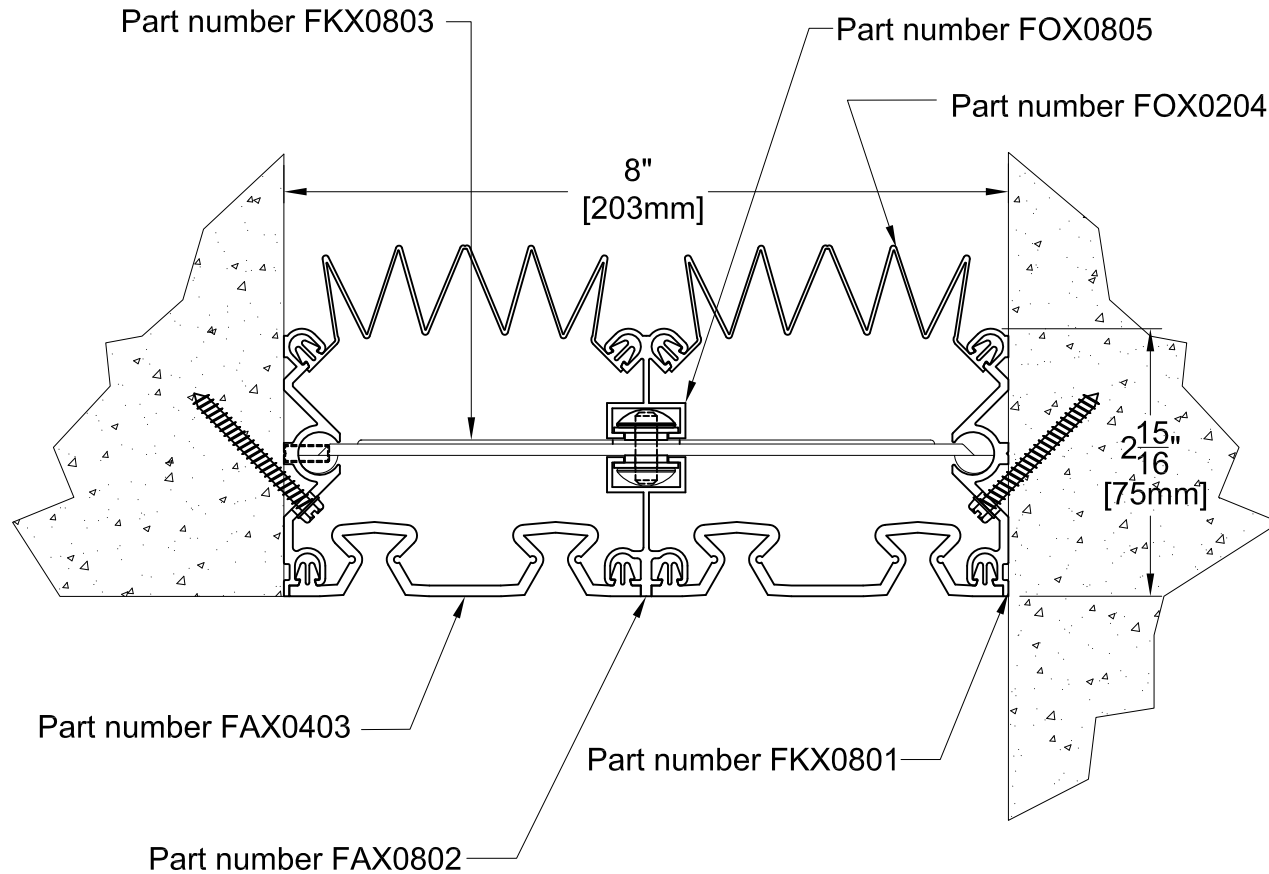 Part number FKX0803
Part number FOX0805
Part number FOX0204
8"
[203mm]
2 15/16"
[75mm]
Part number FAX0403
Part number FKX0801
Part number FAX0802